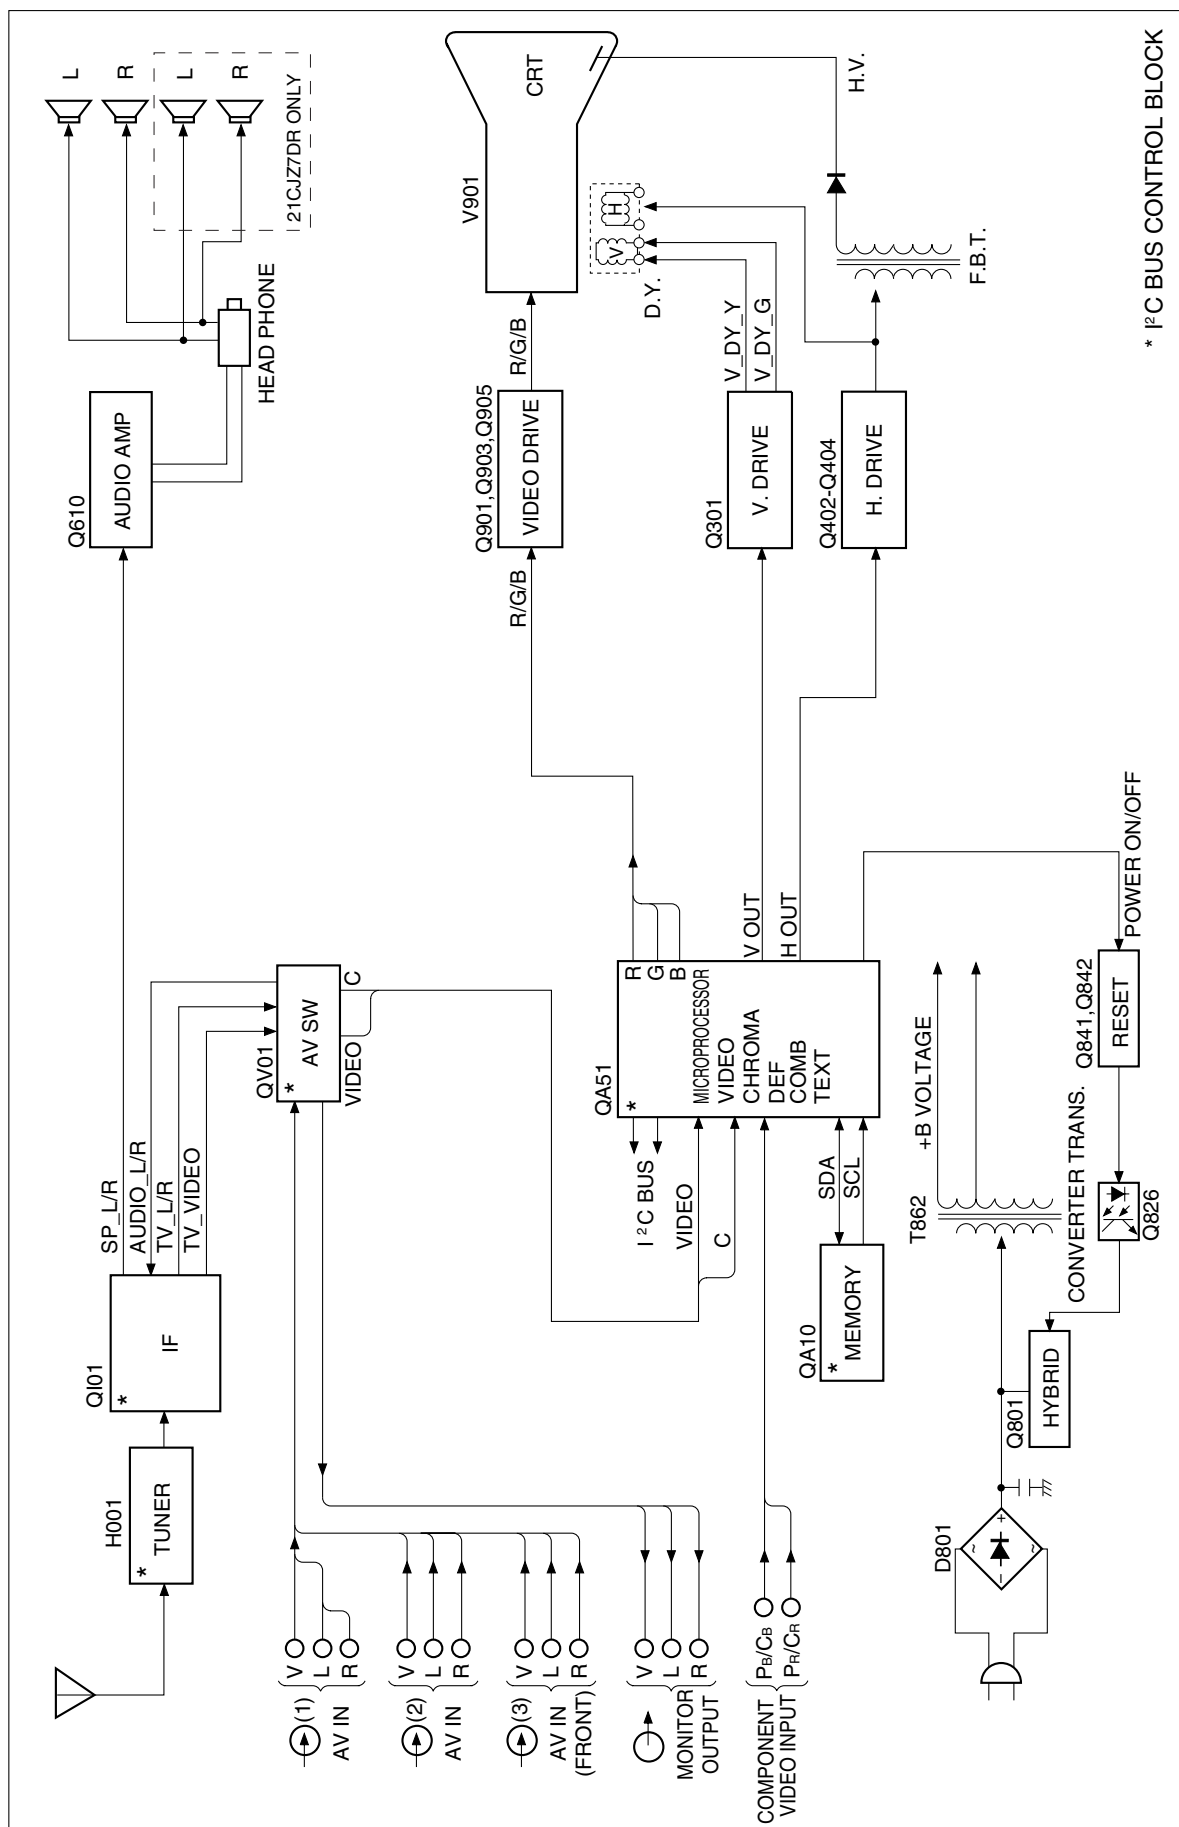 H001
*
TUNER
QI01
*
IF
SP_L/R
AUDIO_L/R
TV_L/R
TV_VIDEO
Q610
AUDIO AMP
HEAD PHONE
L
R
L
R
21CJZ7DR ONLY
(1)
AV IN
V
L
R
(2)
AV IN
V
L
R
(3)
AV IN
(FRONT)
V
L
R
MONITOR
OUTPUT
V
L
R
COMPONENT
VIDEO INPUT
PB/CB
PR/CR
QV01
*
AV SW
C
VIDEO
QA51
*
MICROPROCESSOR
VIDEO
CHROMA
DEF
COMB
TEXT
R
G
B
V OUT
H OUT
I²C BUS
VIDEO
C
SDA
SCL
QA10
*
MEMORY
R/G/B
Q901,Q903,Q905
VIDEO DRIVE
R/G/B
V901
CRT
Q301
V. DRIVE
V_DY_Y
V_DY_G
D.Y.
V
H
Q402-Q404
H. DRIVE
F.B.T.
H.V.
D801
~
+
-
~
Q801
HYBRID
T862
CONVERTER TRANS.
+B VOLTAGE
Q826
Q841,Q842
RESET
POWER ON/OFF
* I²C BUS CONTROL BLOCK